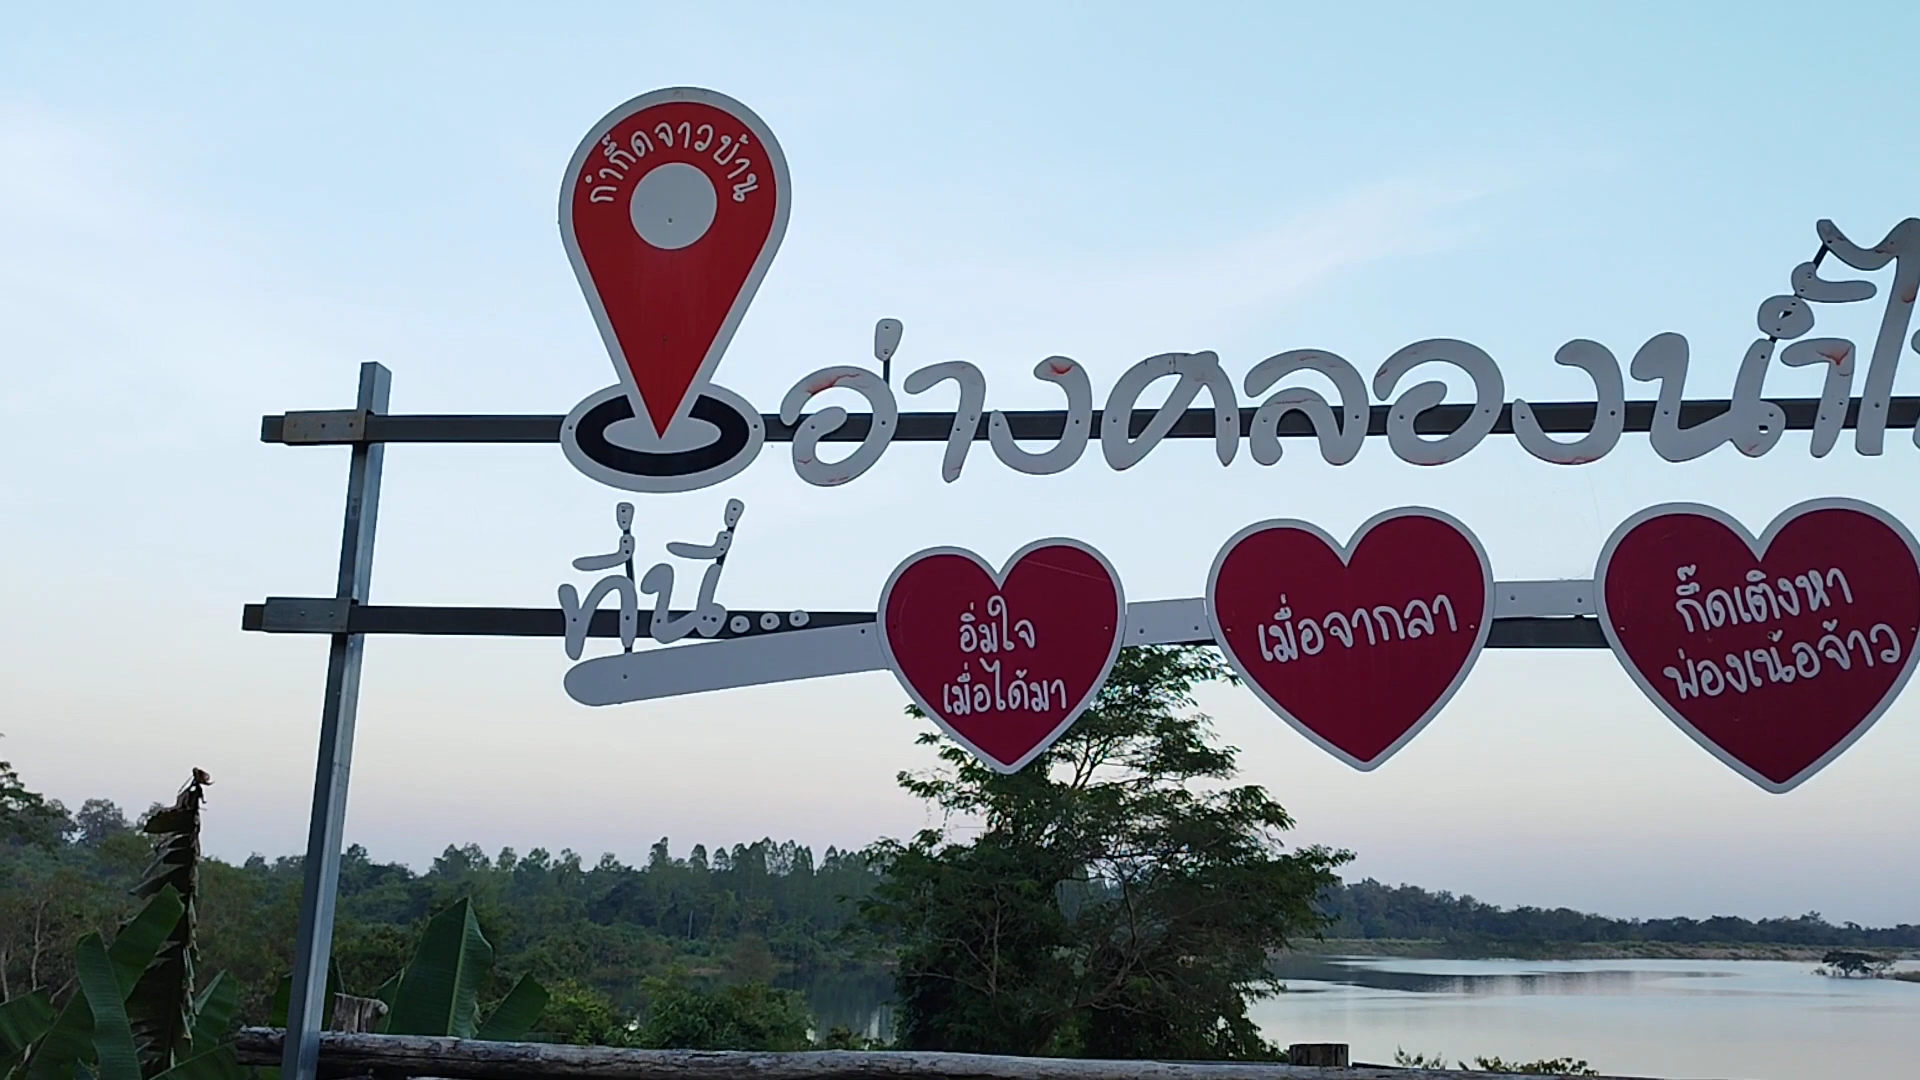 กำกึ๊ดจาวบ้าน
อ่างคลองน้ำไ
ที่นี่...
อิ่มใจ
เมื่อได้มา
เมื่อจากลา
กึ๊ดเติงหา
พ่องเน้อจ้าว